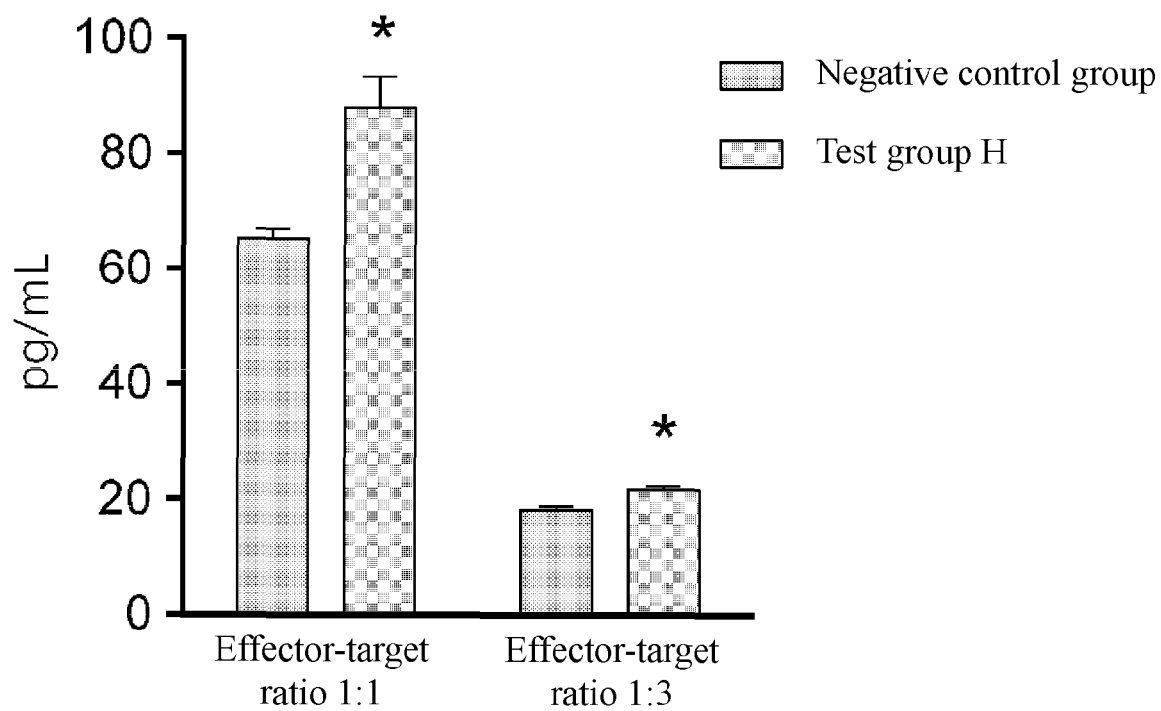 100
80
60
40
20
0
pg/mL
*
*
Negative control group
Test group H
Effector-target
ratio 1:1
Effector-target
ratio 1:3